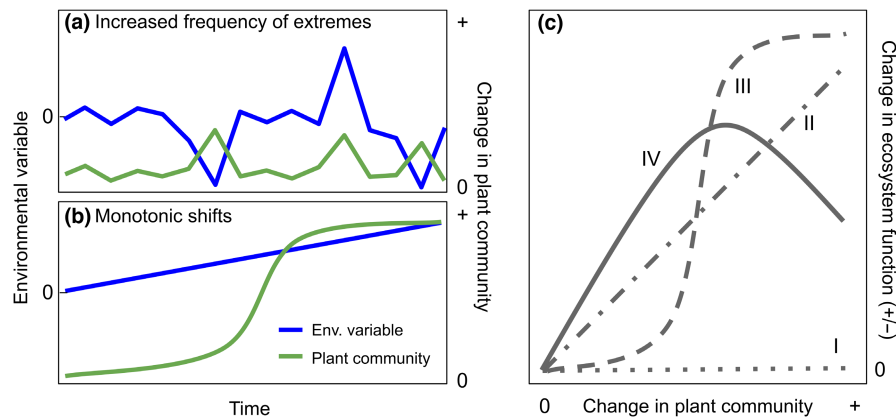 (a) Increased frequency of extremes
+
0
0
(b) Monotonic shifts
+
0
0
Env. variable
Plant community
Environmental variable
Change in plant community
Time
(c)
III
II
IV
I
0
0
Change in plant community
+
Change in ecosystem function (+/−)